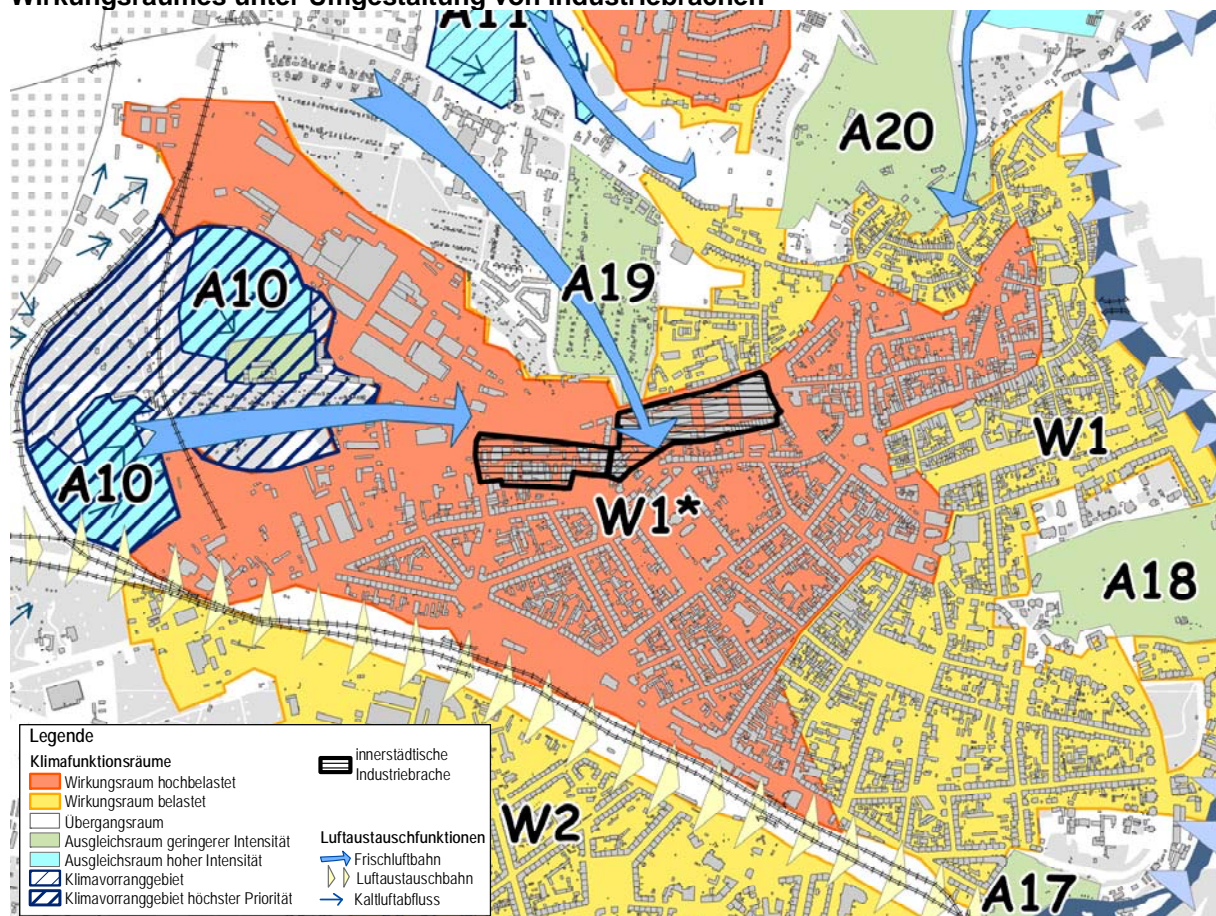 Wirkungsraumes unter Umgestaltung von Industriebrachen
A11
A20
A10
A19
W1
A10
W1*
A18
W2
A17
Legende
Klimafunktionsräume
Wirkungsraum hochbelastet
Wirkungsraum belastet
Übergangsraum
Ausgleichsraum geringerer Intensität
Ausgleichsraum hoher Intensität
Klimavorranggebiet
Klimavorranggebiet höchster Priorität
innerstädtische
Industriebrache
Luftaustauschfunktionen
Frischluftbahn
Luftaustauschbahn
Kaltluftabfluss